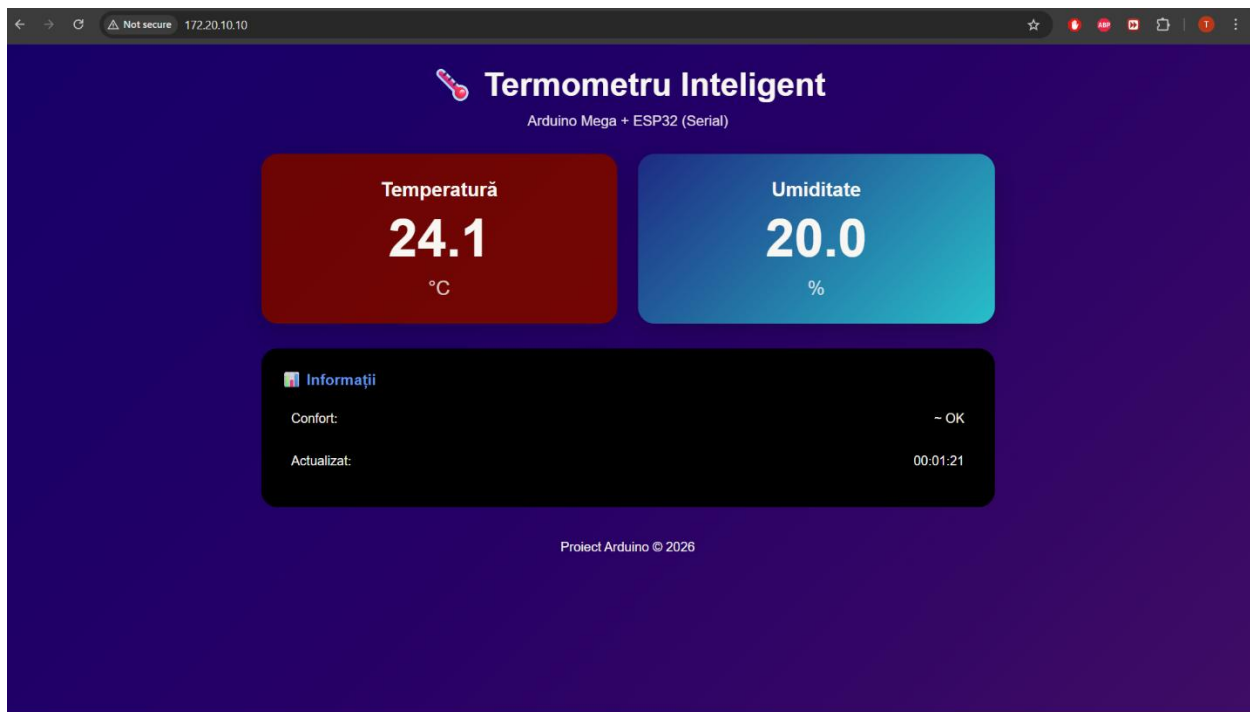 Not secure 172.20.10.10
ABP
T
Termometru Inteligent
Arduino Mega + ESP32 (Serial)
Temperatură
24.1
°C
Umiditate
20.0
%
Informații
Confort: ~ OK
Actualizat: 00:01:21
Proiect Arduino © 2026